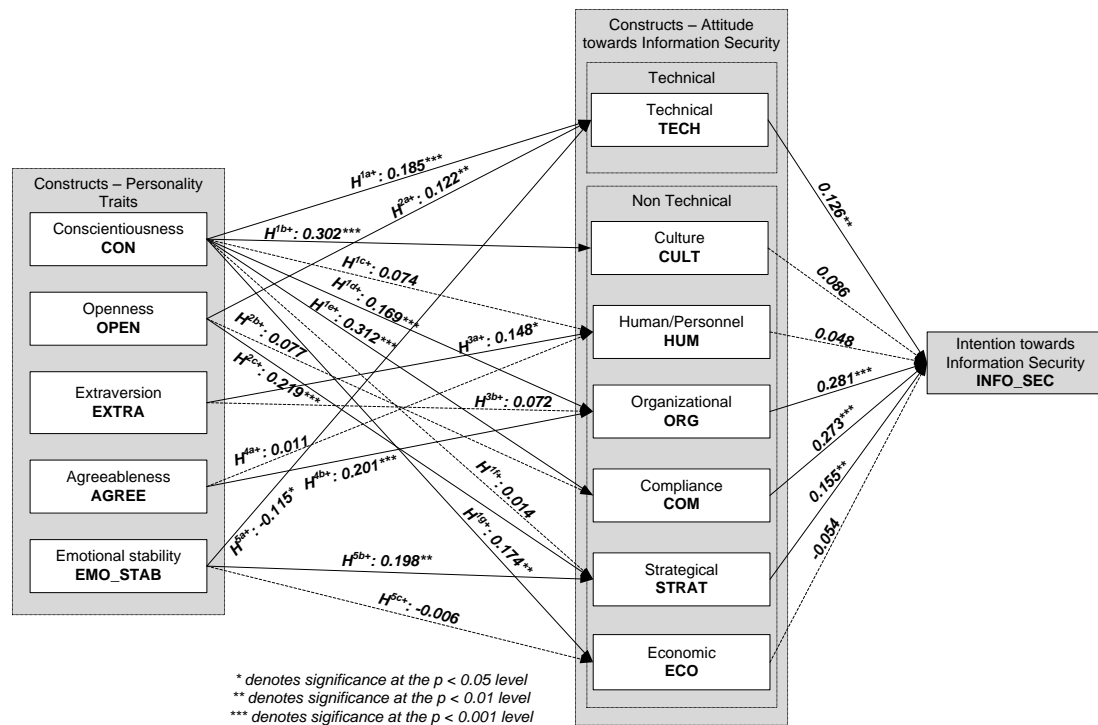 Constructs – Personality
Traits
Conscientiousness
CON
Openness
OPEN
Extraversion
EXTRA
Agreeableness
AGREE
Emotional stability
EMO_STAB
H1a+: 0.185***
H2a+: 0.122**
H1b+: 0.302***
H1c+: 0.074
H1d+: 0.169***
H1e+: 0.312***
H2b+: 0.077
H2c+: 0.219***
H3a+: 0.148*
H3b+: 0.072
H4a+: 0.011
H4b+: 0.201***
H1f+: 0.014
H1g+: 0.174**
H5a+: -0.115*
H5b+: 0.198**
H5c+: -0.006
Constructs – Attitude
towards Information Security
Technical
Technical
TECH
Non Technical
Culture
CULT
Human/Personnel
HUM
Organizational
ORG
Compliance
COM
Strategical
STRAT
Economic
ECO
0.126**
0.086
0.048
0.281***
0.273***
0.155**
-0.054
Intention towards
Information Security
INFO_SEC
* denotes significance at the p < 0.05 level
** denotes significance at the p < 0.01 level
*** denotes sigificance at the p < 0.001 level